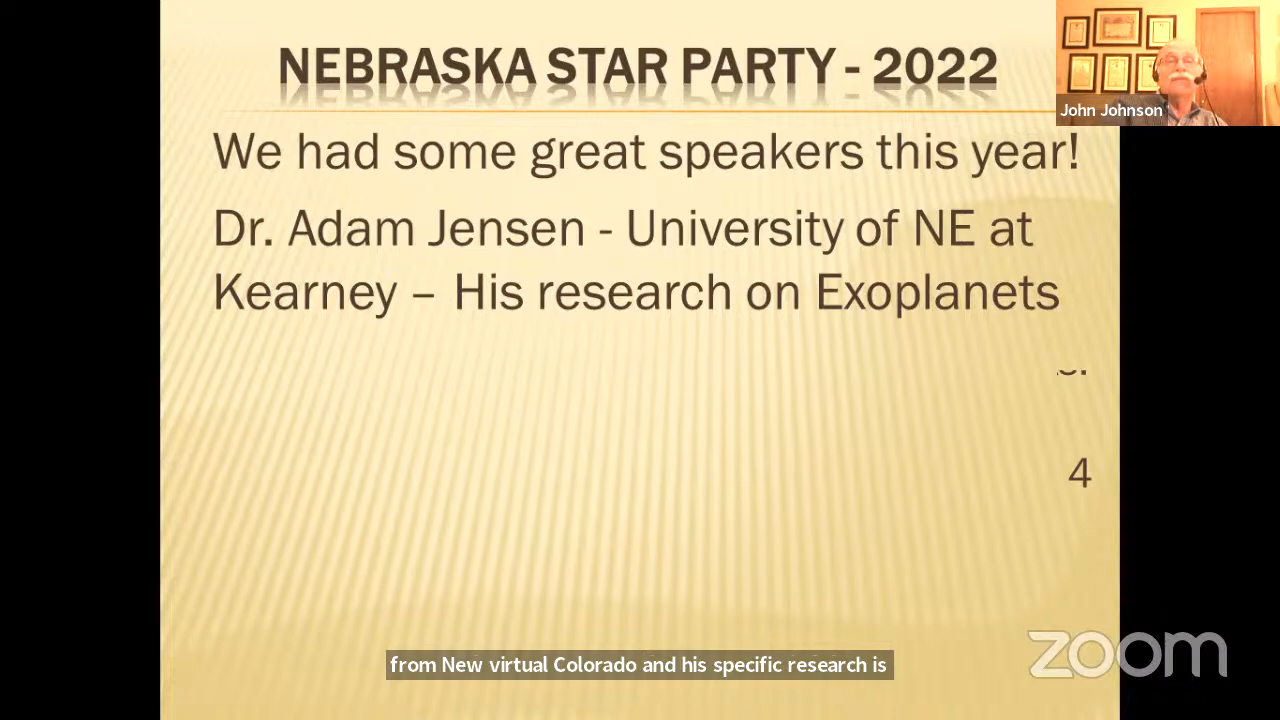 NEBRASKA STAR PARTY - 2022
John Johnson
We had some great speakers this year!
Dr. Adam Jensen - University of NE at
Kearney – His research on Exoplanets
4
from New virtual Colorado and his specific research is
zoom